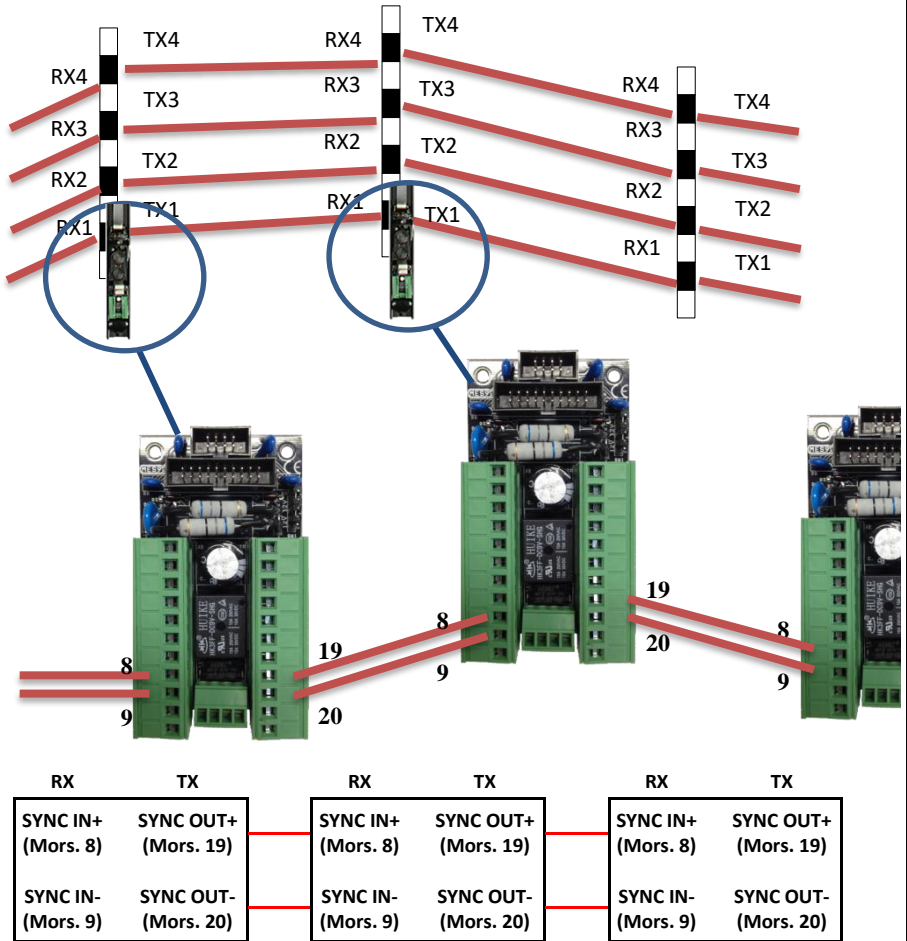 TX4
RX4
TX3
RX3
TX2
RX2
TX1
RX1
TX4
RX4
TX3
RX3
TX2
RX2
TX1
RX1
RX4
TX4
RX3
TX3
RX2
TX2
RX1
TX1
HUIKE
HUIKE
8
9
19
20
8
9
19
20
8
9
RX TX RX TX RX TX
SYNC IN+ SYNC OUT+ SYNC IN+ SYNC OUT+ SYNC IN+ SYNC OUT+
(Mors. 8) (Mors. 19) (Mors. 8) (Mors. 19) (Mors. 8) (Mors. 19)
SYNC IN- SYNC OUT- SYNC IN- SYNC OUT- SYNC IN- SYNC OUT-
(Mors. 9) (Mors. 20) (Mors. 9) (Mors. 20) (Mors. 9) (Mors. 20)